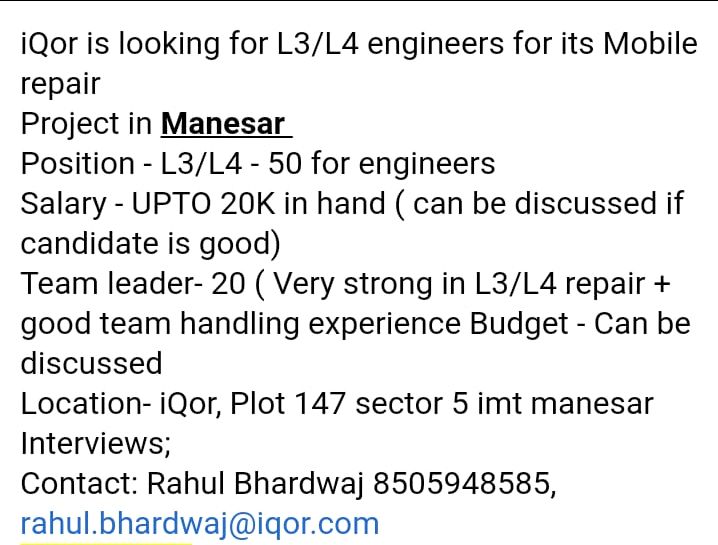 iQor is looking for L3/L4 engineers for its Mobile
repair
Project in Manesar
Position - L3/L4 - 50 for engineers
Salary - UPTO 20K in hand ( can be discussed if
candidate is good)
Team leader- 20 ( Very strong in L3/L4 repair +
good team handling experience Budget - Can be
discussed
Location- iQor, Plot 147 sector 5 imt manesar
Interviews;
Contact: Rahul Bhardwaj 8505948585,
rahul.bhardwaj@iqor.com